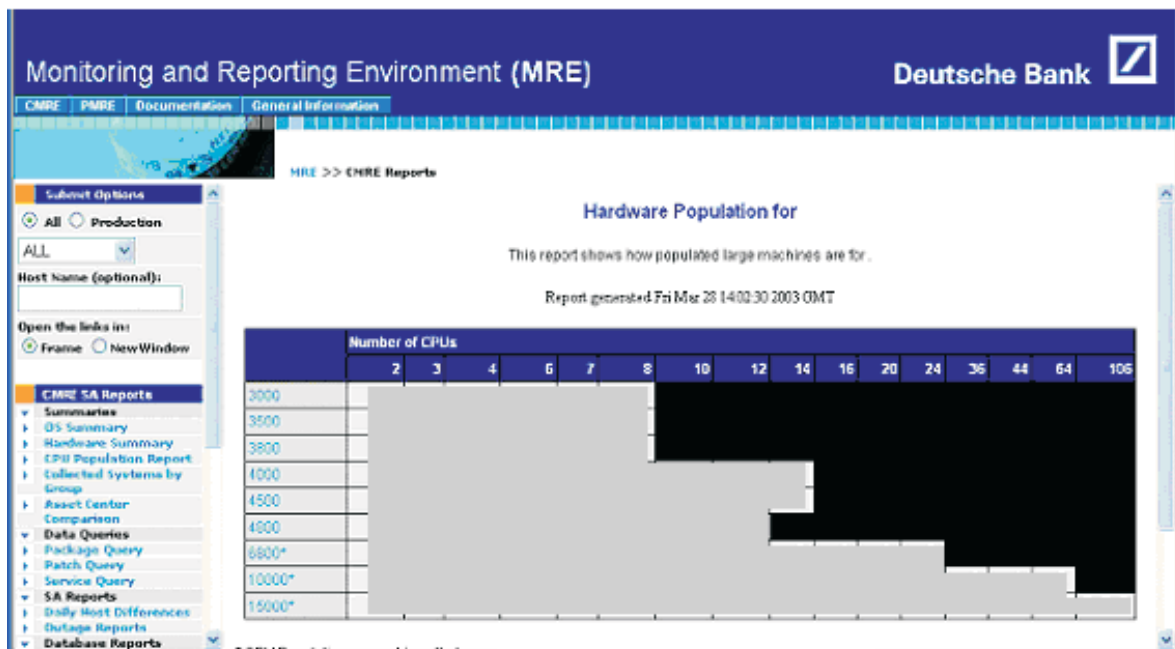 Monitoring and Reporting Environment (MRE)
Deutsche Bank
CMRE PMRE Documentation General Information
MRE >> CMRE Reports
Submit Options
All Production
ALL
Host Name (optional):
Open the links in:
Frame New Window
CMRE SA Reports
Summaries
OS Summary
Hardware Summary
CPU Population Report
Collected Systems by
Group
Asset Center
Comparison
Data Queries
Package Query
Patch Query
Service Query
SA Reports
Daily Host Differences
Outage Reports
Database Reports
Hardware Population for
This report shows how populated large machines are for .
Report generated Fri Mar 28 14:02:30 2003 GMT
Number of CPUs
2 3 4 6 7 8 10 12 14 16 20 24 36 44 64 106
3000
3500
3800
4000
4500
4800
6800*
10000*
15000*